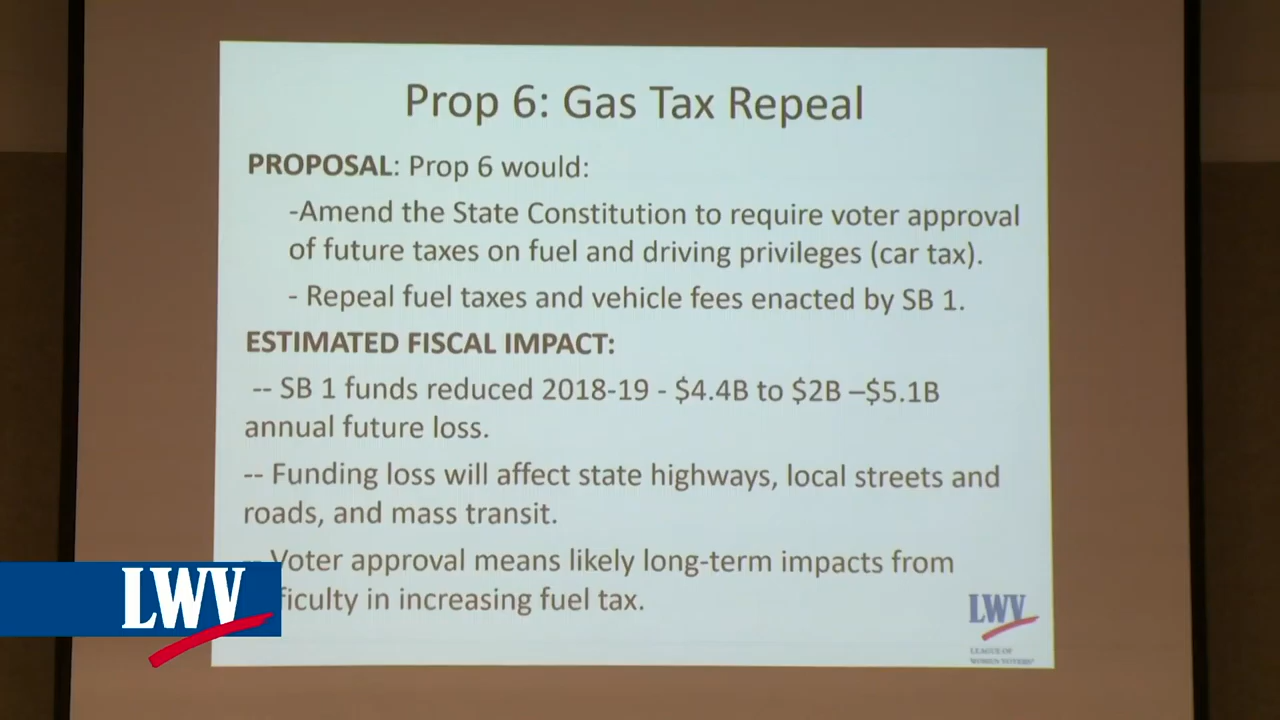 Prop 6: Gas Tax Repeal
PROPOSAL: Prop 6 would:
-Amend the State Constitution to require voter approval
of future taxes on fuel and driving privileges (car tax).
- Repeal fuel taxes and vehicle fees enacted by SB 1.
ESTIMATED FISCAL IMPACT:
-- SB 1 funds reduced 2018-19 - $4.4B to $2B –$5.1B
annual future loss.
-- Funding loss will affect state highways, local streets and
roads, and mass transit.
-- Voter approval means likely long-term impacts from
ficulty in increasing fuel tax.
LWV
LWV
LEAGUE OF
WOMEN VOTERS®